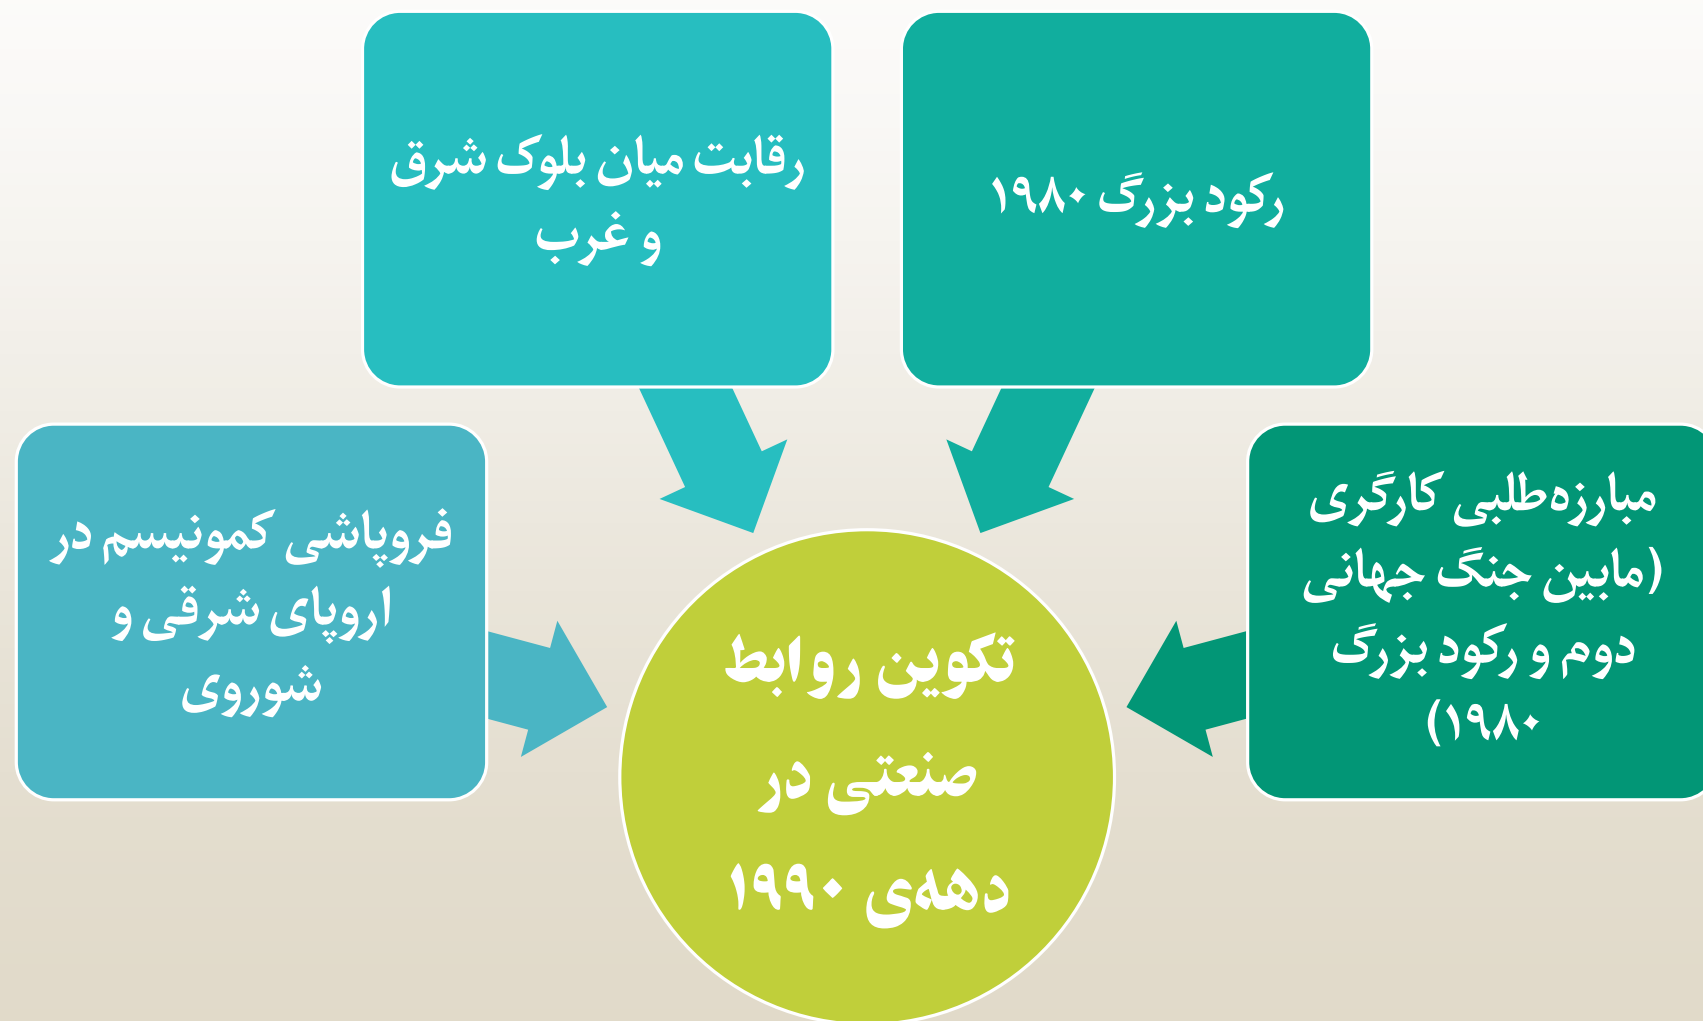 رکود بزرگ ۱۹۸۰
رقابت میان بلوک شرق
و غرب
مبارزه‌طلبی کارگری
(مابین جنگ جهانی
دوم و رکود بزرگ
۱۹۸۰)
فروپاشی کمونیسم در
اروپای شرقی و
شوروی
تکوین روابط
صنعتی در
دهه‌ی ۱۹۹۰